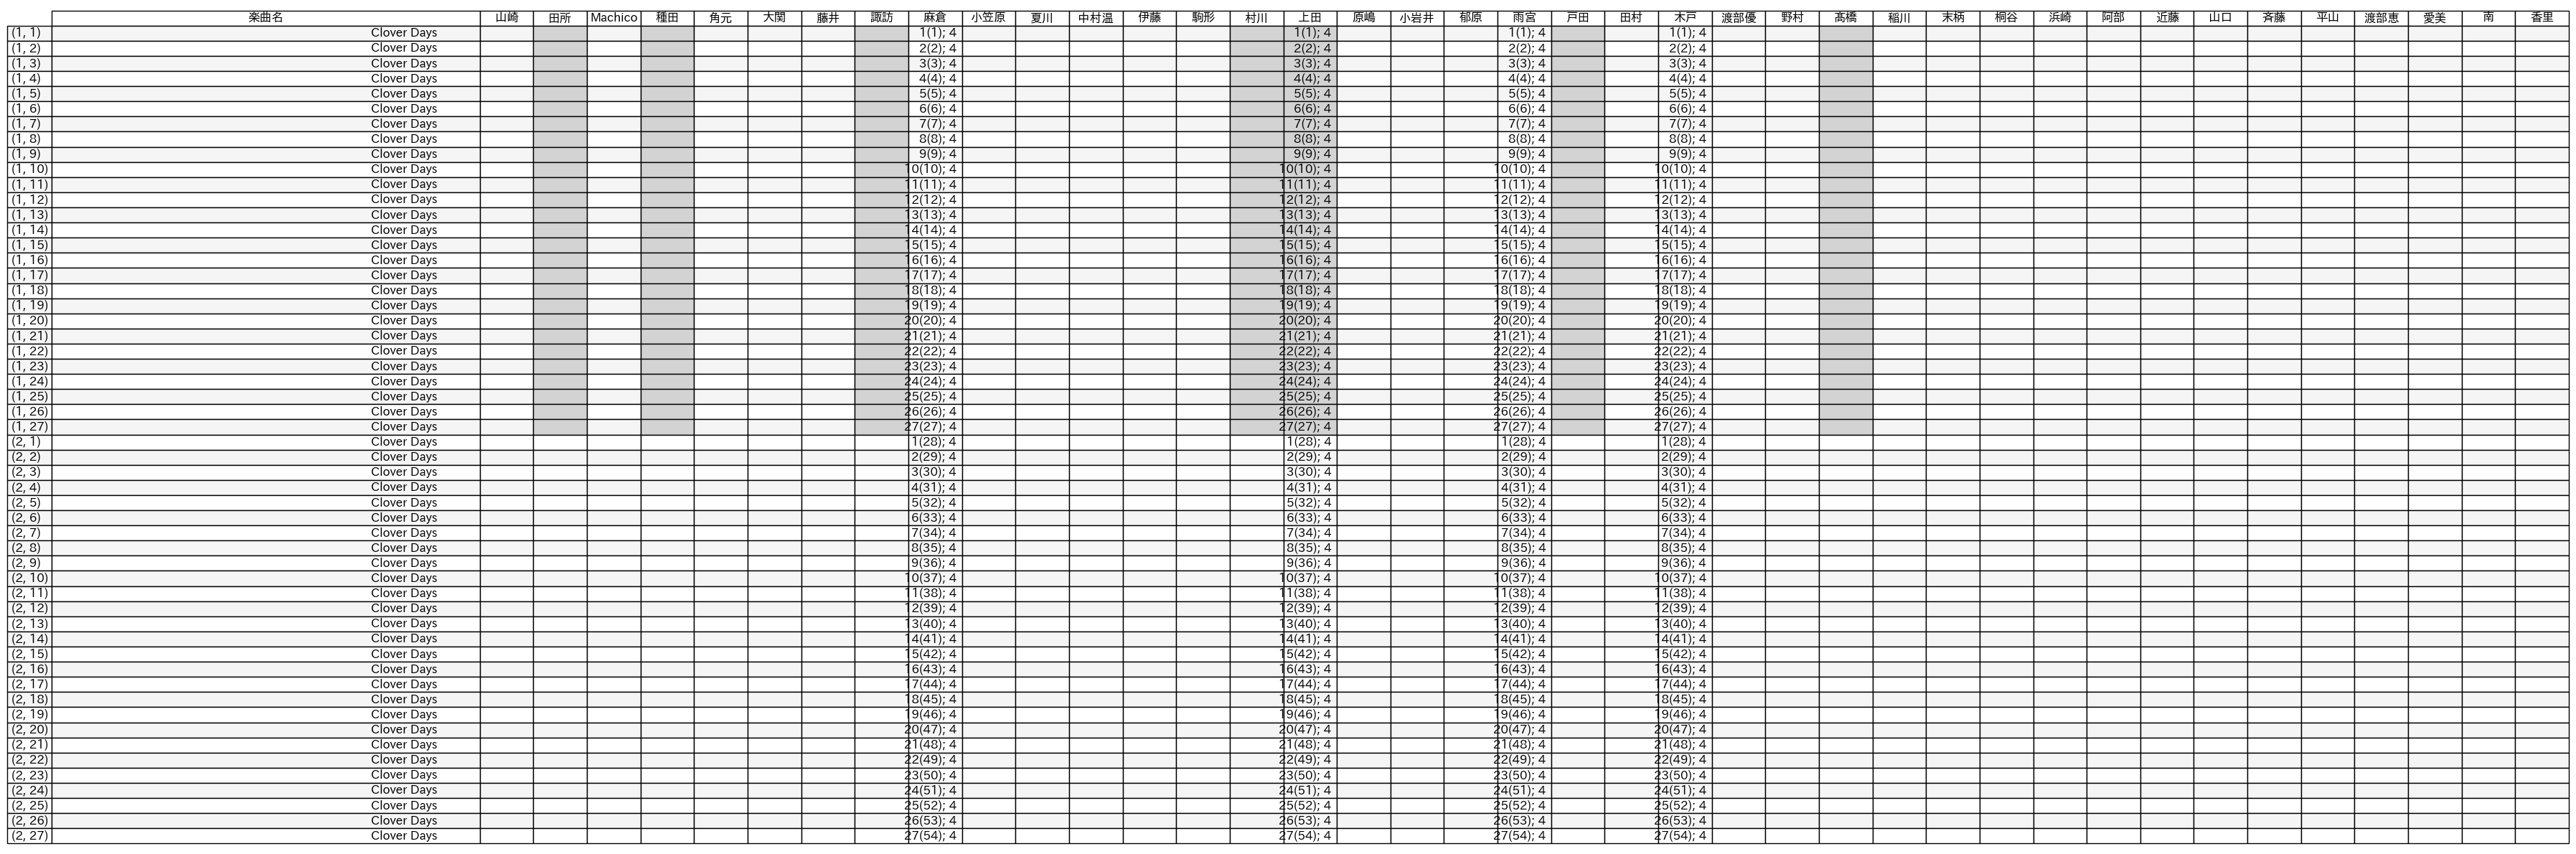 楽曲名 山崎 田所 Machico 種田 角元 大関 藤井 諏訪 麻倉 小笠原 夏川 中村温 伊藤 駒形 村川 上田 原嶋 小岩井 郁原 雨宮 戸田 田村 木戸 渡部優 野村 髙橋 稲川 末柄 桐谷 浜崎 阿部 近藤 山口 斉藤 平山 渡部恵 愛美 南 香里
(1, 1) Clover Days 1(1); 4 1(1); 4 1(1); 4 1(1); 4
(1, 2) Clover Days 2(2); 4 2(2); 4 2(2); 4 2(2); 4
(1, 3) Clover Days 3(3); 4 3(3); 4 3(3); 4 3(3); 4
(1, 4) Clover Days 4(4); 4 4(4); 4 4(4); 4 4(4); 4
(1, 5) Clover Days 5(5); 4 5(5); 4 5(5); 4 5(5); 4
(1, 6) Clover Days 6(6); 4 6(6); 4 6(6); 4 6(6); 4
(1, 7) Clover Days 7(7); 4 7(7); 4 7(7); 4 7(7); 4
(1, 8) Clover Days 8(8); 4 8(8); 4 8(8); 4 8(8); 4
(1, 9) Clover Days 9(9); 4 9(9); 4 9(9); 4 9(9); 4
(1, 10) Clover Days 10(10); 4 10(10); 4 10(10); 4 10(10); 4
(1, 11) Clover Days 11(11); 4 11(11); 4 11(11); 4 11(11); 4
(1, 12) Clover Days 12(12); 4 12(12); 4 12(12); 4 12(12); 4
(1, 13) Clover Days 13(13); 4 13(13); 4 13(13); 4 13(13); 4
(1, 14) Clover Days 14(14); 4 14(14); 4 14(14); 4 14(14); 4
(1, 15) Clover Days 15(15); 4 15(15); 4 15(15); 4 15(15); 4
(1, 16) Clover Days 16(16); 4 16(16); 4 16(16); 4 16(16); 4
(1, 17) Clover Days 17(17); 4 17(17); 4 17(17); 4 17(17); 4
(1, 18) Clover Days 18(18); 4 18(18); 4 18(18); 4 18(18); 4
(1, 19) Clover Days 19(19); 4 19(19); 4 19(19); 4 19(19); 4
(1, 20) Clover Days 20(20); 4 20(20); 4 20(20); 4 20(20); 4
(1, 21) Clover Days 21(21); 4 21(21); 4 21(21); 4 21(21); 4
(1, 22) Clover Days 22(22); 4 22(22); 4 22(22); 4 22(22); 4
(1, 23) Clover Days 23(23); 4 23(23); 4 23(23); 4 23(23); 4
(1, 24) Clover Days 24(24); 4 24(24); 4 24(24); 4 24(24); 4
(1, 25) Clover Days 25(25); 4 25(25); 4 25(25); 4 25(25); 4
(1, 26) Clover Days 26(26); 4 26(26); 4 26(26); 4 26(26); 4
(1, 27) Clover Days 27(27); 4 27(27); 4 27(27); 4 27(27); 4
(2, 1) Clover Days 1(28); 4 1(28); 4 1(28); 4 1(28); 4
(2, 2) Clover Days 2(29); 4 2(29); 4 2(29); 4 2(29); 4
(2, 3) Clover Days 3(30); 4 3(30); 4 3(30); 4 3(30); 4
(2, 4) Clover Days 4(31); 4 4(31); 4 4(31); 4 4(31); 4
(2, 5) Clover Days 5(32); 4 5(32); 4 5(32); 4 5(32); 4
(2, 6) Clover Days 6(33); 4 6(33); 4 6(33); 4 6(33); 4
(2, 7) Clover Days 7(34); 4 7(34); 4 7(34); 4 7(34); 4
(2, 8) Clover Days 8(35); 4 8(35); 4 8(35); 4 8(35); 4
(2, 9) Clover Days 9(36); 4 9(36); 4 9(36); 4 9(36); 4
(2, 10) Clover Days 10(37); 4 10(37); 4 10(37); 4 10(37); 4
(2, 11) Clover Days 11(38); 4 11(38); 4 11(38); 4 11(38); 4
(2, 12) Clover Days 12(39); 4 12(39); 4 12(39); 4 12(39); 4
(2, 13) Clover Days 13(40); 4 13(40); 4 13(40); 4 13(40); 4
(2, 14) Clover Days 14(41); 4 14(41); 4 14(41); 4 14(41); 4
(2, 15) Clover Days 15(42); 4 15(42); 4 15(42); 4 15(42); 4
(2, 16) Clover Days 16(43); 4 16(43); 4 16(43); 4 16(43); 4
(2, 17) Clover Days 17(44); 4 17(44); 4 17(44); 4 17(44); 4
(2, 18) Clover Days 18(45); 4 18(45); 4 18(45); 4 18(45); 4
(2, 19) Clover Days 19(46); 4 19(46); 4 19(46); 4 19(46); 4
(2, 20) Clover Days 20(47); 4 20(47); 4 20(47); 4 20(47); 4
(2, 21) Clover Days 21(48); 4 21(48); 4 21(48); 4 21(48); 4
(2, 22) Clover Days 22(49); 4 22(49); 4 22(49); 4 22(49); 4
(2, 23) Clover Days 23(50); 4 23(50); 4 23(50); 4 23(50); 4
(2, 24) Clover Days 24(51); 4 24(51); 4 24(51); 4 24(51); 4
(2, 25) Clover Days 25(52); 4 25(52); 4 25(52); 4 25(52); 4
(2, 26) Clover Days 26(53); 4 26(53); 4 26(53); 4 26(53); 4
(2, 27) Clover Days 27(54); 4 27(54); 4 27(54); 4 27(54); 4